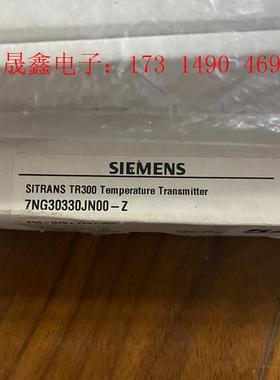 晟鑫电子：173 1490 469
SIEMENS
SITRANS TR300 Temperature Transmitter
7NG30330JN00-Z